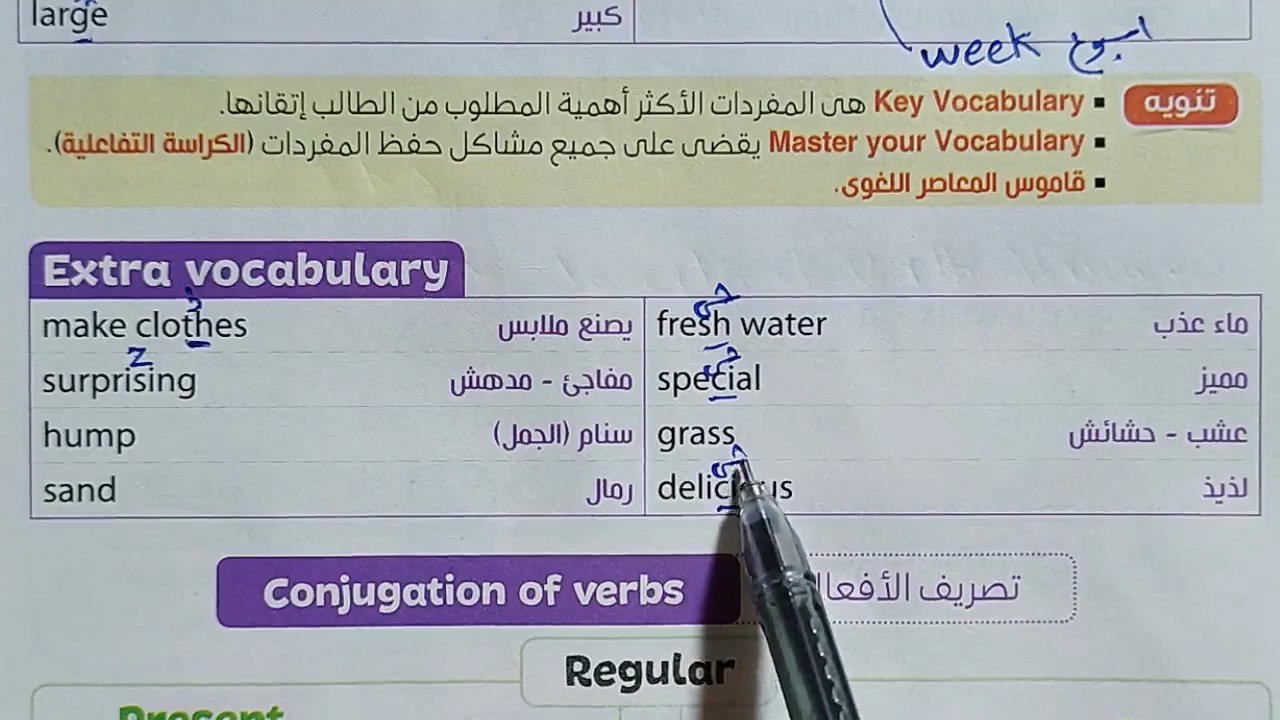 large كبير
week اسبوع
تنويه
▪ Key Vocabulary هى المفردات الأكثر أهمية المطلوب من الطالب إتقانها.
▪ Master your Vocabulary يقضى على جميع مشاكل حفظ المفردات (الكراسة التفاعلية).
▪ قاموس المعاصر اللغوى.
Extra vocabulary
ذ
make clothes يصنع ملابس
ش
fresh water ماء عذب
z
surprising مفاجئ - مدهش
ش
special مميز
hump سنام (الجمل)
grass عشب - حشائش
sand رمال
ش
delicious لذيذ
Conjugation of verbs تصريف الأفعال
Regular
Present